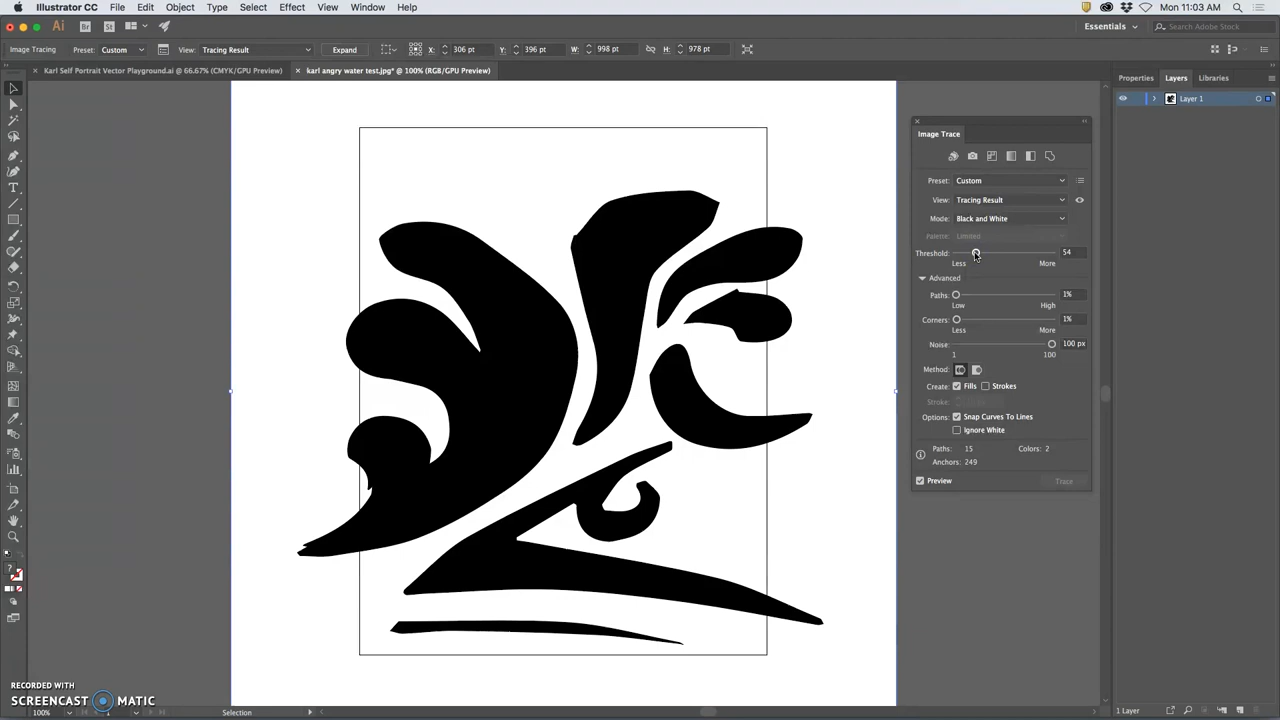 Illustrator CC File Edit Object Type Select Effect View Window Help Mon 11:03 AM
Ai Br St Essentials Search Adobe Stock
Image Tracing Preset: Custom View: Tracing Result Expand X: 306 pt Y: 396 pt W: 998 pt H: 978 pt
× Karl Self Portrait Vector Playground.ai @ 66.67% (CMYK/GPU Preview) × karl angry water test.jpg* @ 100% (RGB/GPU Preview)
Properties Layers Libraries
Layer 1
Image Trace
Preset: Custom
View: Tracing Result
Mode: Black and White
Palette: Limited
Threshold: 54
Less More
Advanced
Paths: 1%
Low High
Corners: 1%
Less More
Noise: 100 px
1 100
Method:
Create: Fills Strokes
Stroke:
Options: Snap Curves To Lines
Ignore White
Paths: 15 Colors: 2
Anchors: 249
Preview Trace
RECORDED WITH
SCREENCAST MATIC
100% 1 Selection 1 Layer